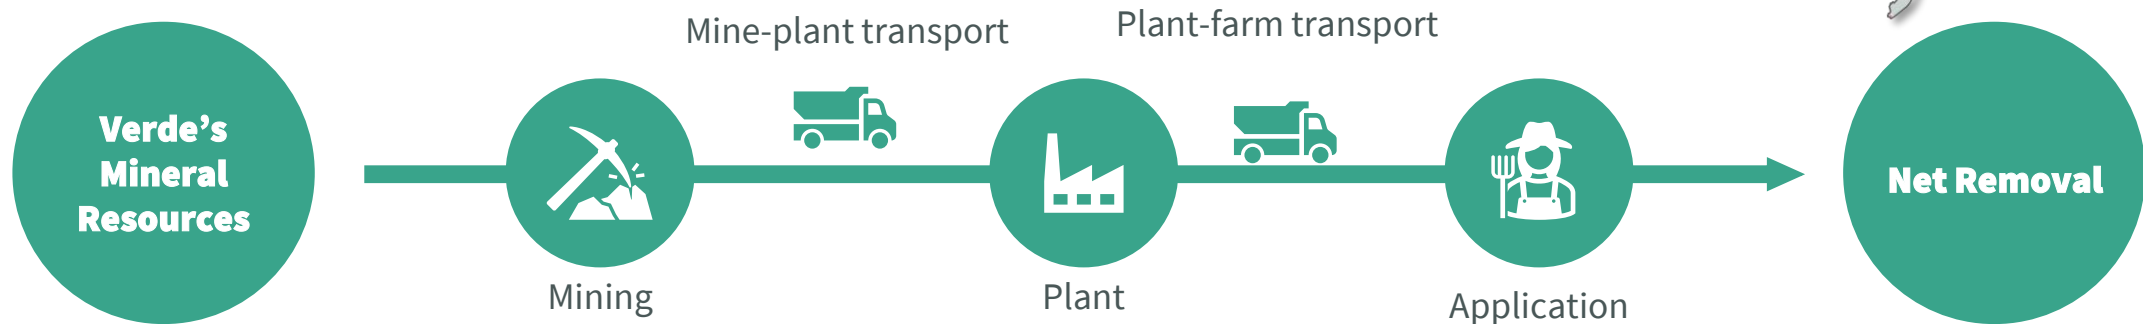 Verde’s
Mineral
Resources
Mine-plant transport
Plant-farm transport
Mining
Plant
Application
Net Removal